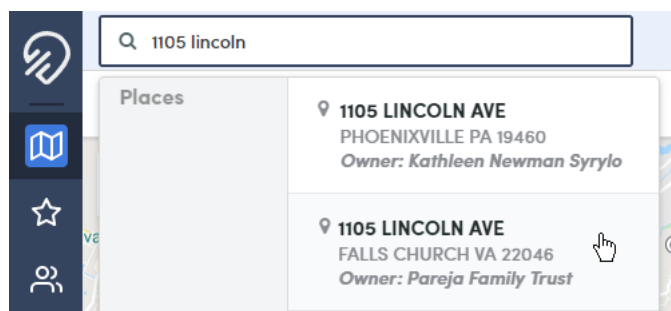 1105 lincoln
Places
1105 LINCOLN AVE
PHOENIXVILLE PA 19460
Owner: Kathleen Newman Syrylo
1105 LINCOLN AVE
FALLS CHURCH VA 22046
Owner: Pareja Family Trust
va